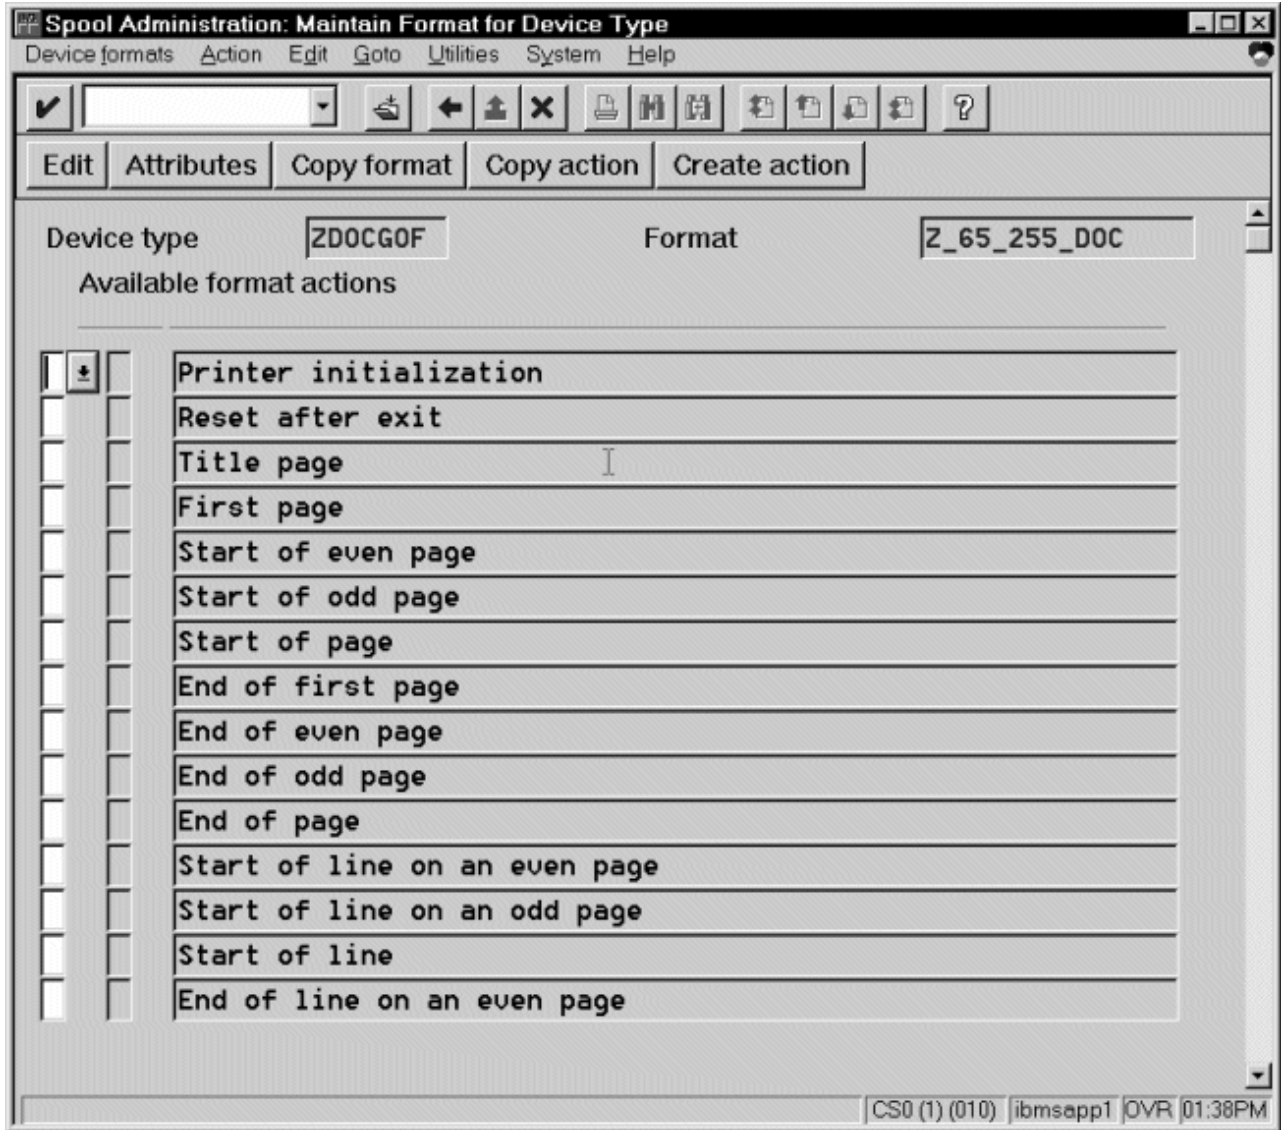 Spool Administration: Maintain Format for Device Type
Device formats Action Edit Goto Utilities System Help
Edit Attributes Copy format Copy action Create action
Device type ZDOCGOF Format Z_65_255_DOC
Available format actions
Printer initialization
Reset after exit
Title page
First page
Start of even page
Start of odd page
Start of page
End of first page
End of even page
End of odd page
End of page
Start of line on an even page
Start of line on an odd page
Start of line
End of line on an even page
CS0 (1) (010) ibmsapp1 OVR 01:38PM